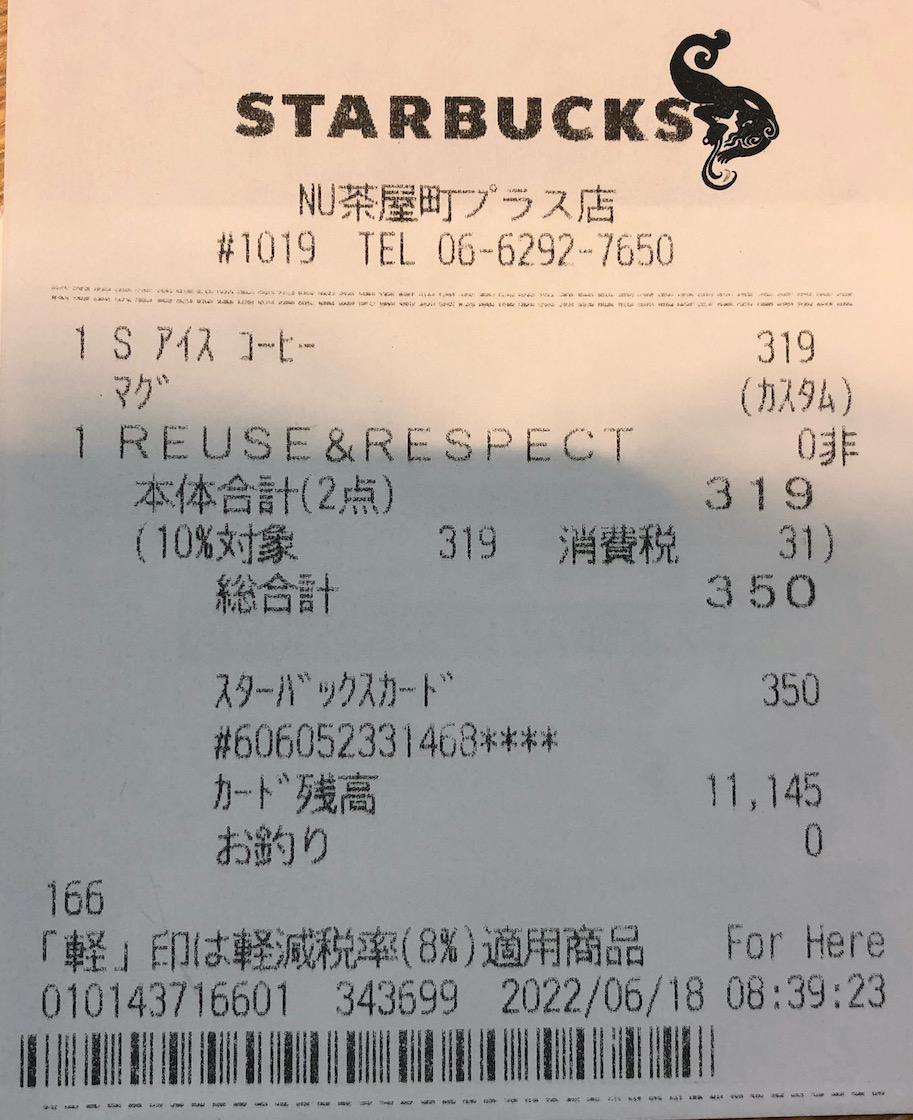 STARBUCKS
NU茶屋町プラス店
#1019 TEL 06-6292-7650
1 S ｱｲｽ ｺｰﾋｰ 319
ﾏｸﾞ (ｶｽﾀﾑ)
1 REUSE&RESPECT 0非
本体合計(2点) 319
(10%対象 319 消費税 31)
総合計 350
ｽﾀｰﾊﾞｯｸｽｶｰﾄﾞ 350
#606052331468****
ｶｰﾄﾞ残高 11,145
お釣り 0
166
「軽」印は軽減税率(8%)適用商品 For Here
010143716601 343699 2022/06/18 08:39:23